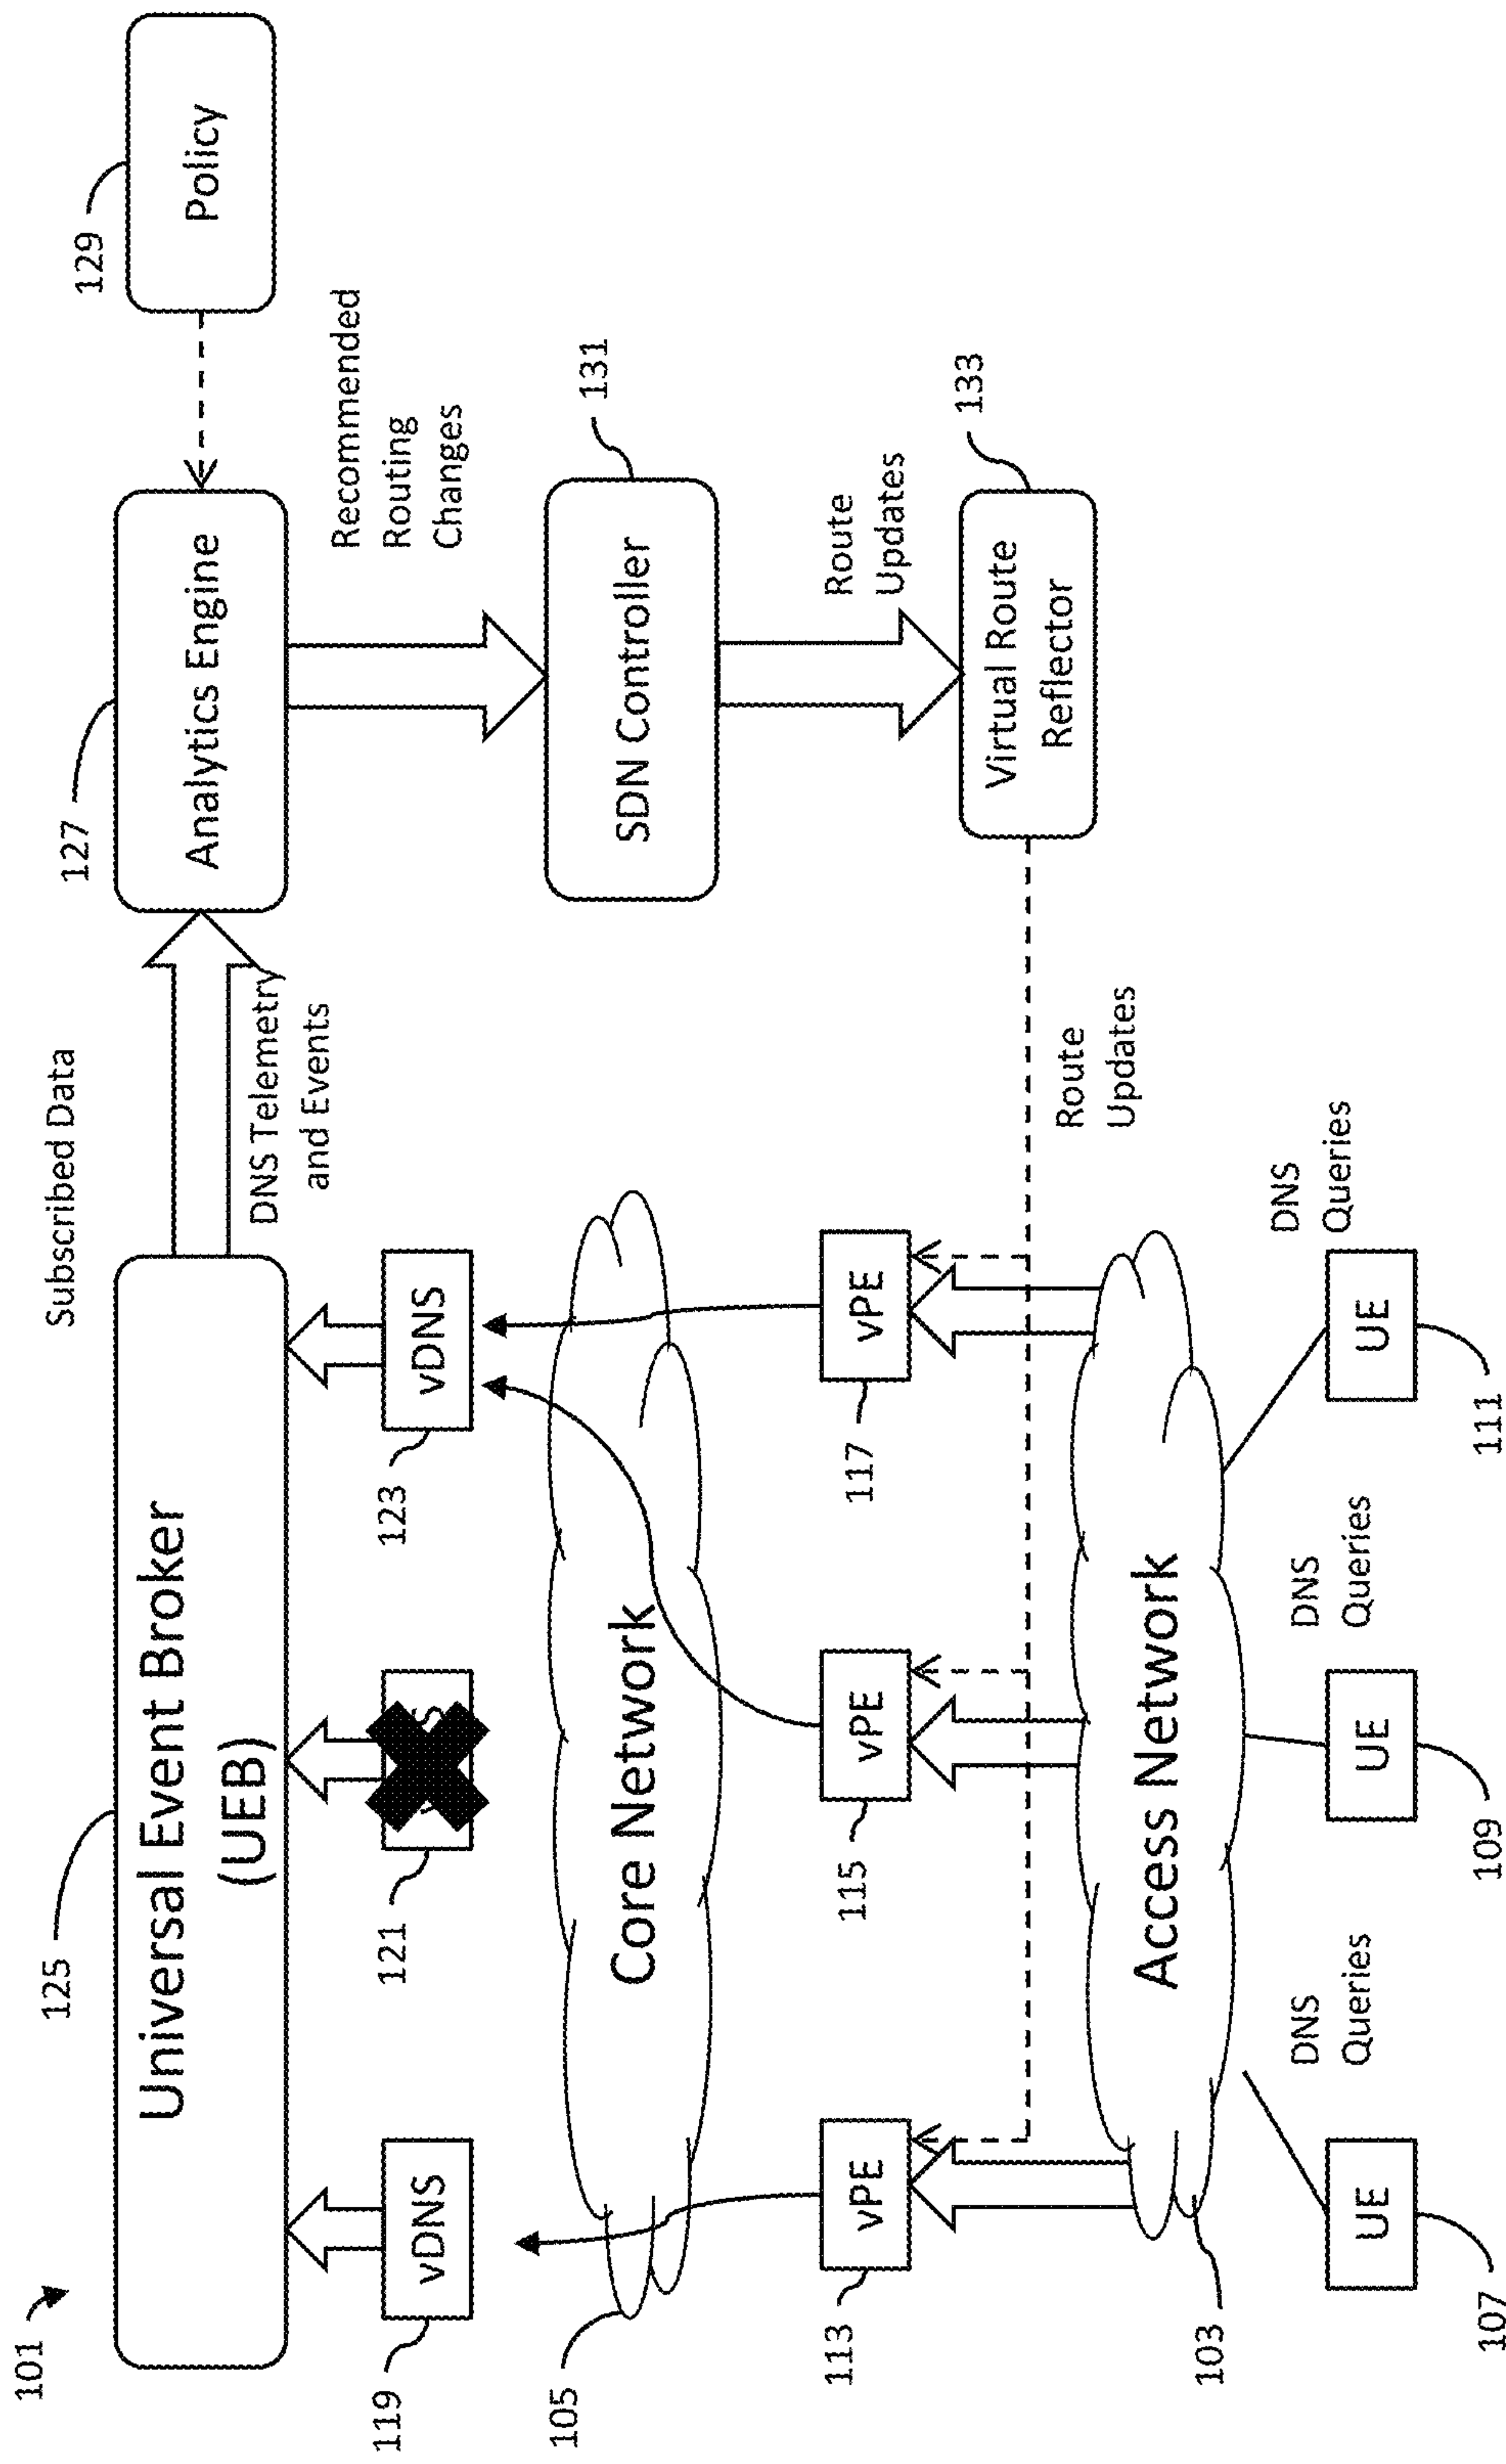 101
125
Universal Event Broker
(UEB)
Subscribed Data
DNS Telemetry
and Events
127
Analytics Engine
129
Policy
Recommended
Routing
Changes
131
SDN Controller
Route
Updates
133
Virtual Route
Reflector
119
vDNS
121
123
vDNS
105
Core Network
113
vPE
115
vPE
117
vPE
Route
Updates
103
Access Network
DNS
Queries
DNS
Queries
DNS
Queries
107
UE
109
UE
111
UE